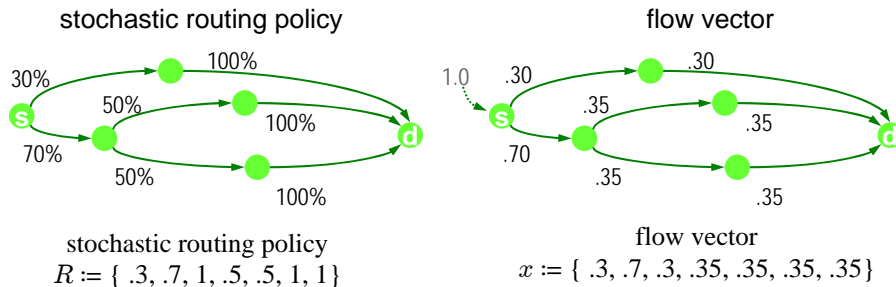 stochastic routing policy
30%
100%
s
50%
100%
d
70%
50%
100%
stochastic routing policy
R ≔ { .3, .7, 1, .5, .5, 1, 1}
flow vector
1.0
.30
.30
s
.35
.35
d
.70
.35
.35
flow vector
x ≔ { .3, .7, .3, .35, .35, .35, .35}